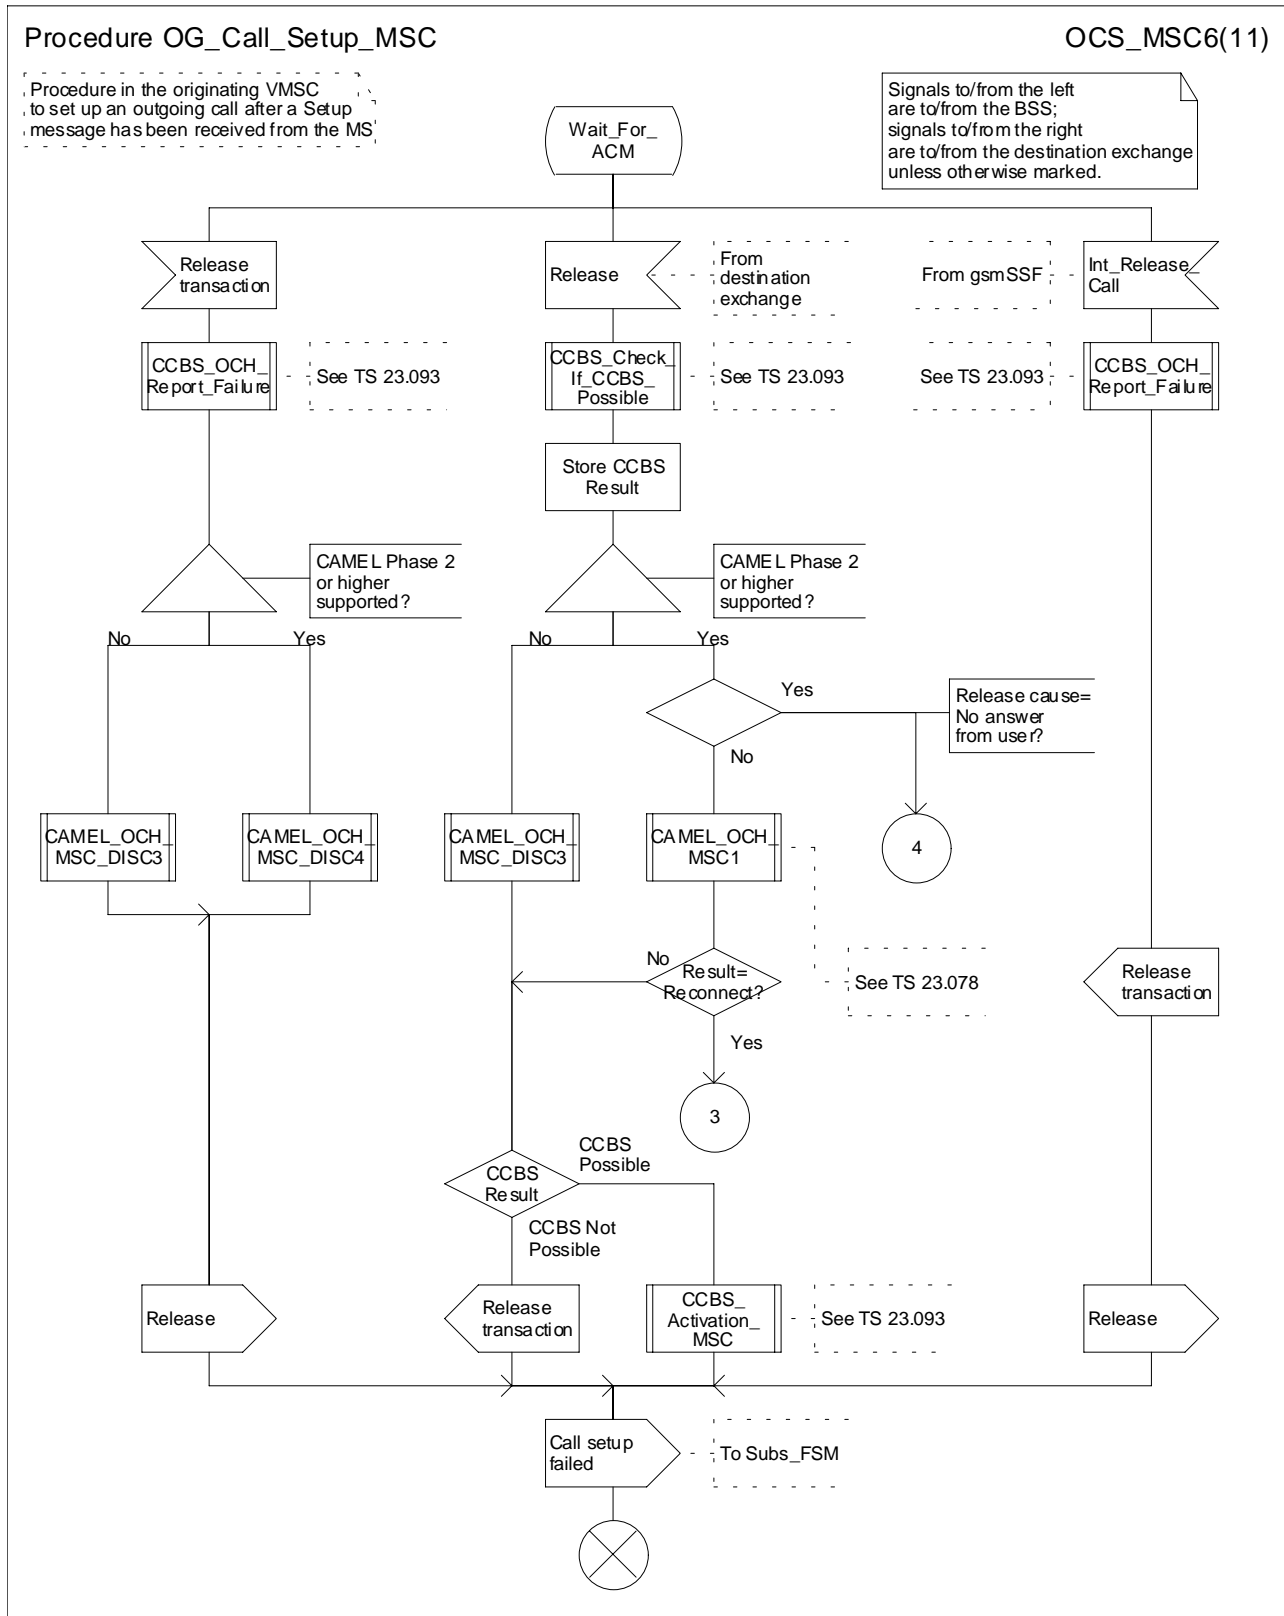 Procedure OG_Call_Setup_MSC
OCS_MSC6(11)
Procedure in the originating VMSC
to set up an outgoing call after a Setup
message has been received from the MS
Signals to/from the left
are to/from the BSS;
signals to/from the right
are to/from the destination exchange
unless otherwise marked.
Wait_For_
ACM
Release
transaction
Release
From
destination
exchange
From gsmSSF
Int_Release_
Call
CCBS_OCH_
Report_Failure
See TS 23.093
CCBS_Check_
If_CCBS_
Possible
See TS 23.093
See TS 23.093
CCBS_OCH_
Report_Failure
Store CCBS
Result
CAMEL Phase 2
or higher
supported?
CAMEL Phase 2
or higher
supported?
No
Yes
No
Yes
Yes
Release cause=
No answer
from user?
No
CAMEL_OCH_
MSC_DISC3
CAMEL_OCH_
MSC_DISC4
CAMEL_OCH_
MSC_DISC3
CAMEL_OCH_
MSC1
4
No
Result=
Reconnect?
See TS 23.078
Release
transaction
Yes
3
CCBS
Possible
CCBS
Result
CCBS Not
Possible
Release
Release
transaction
CCBS_
Activation_
MSC
See TS 23.093
Release
Call setup
failed
To Subs_FSM